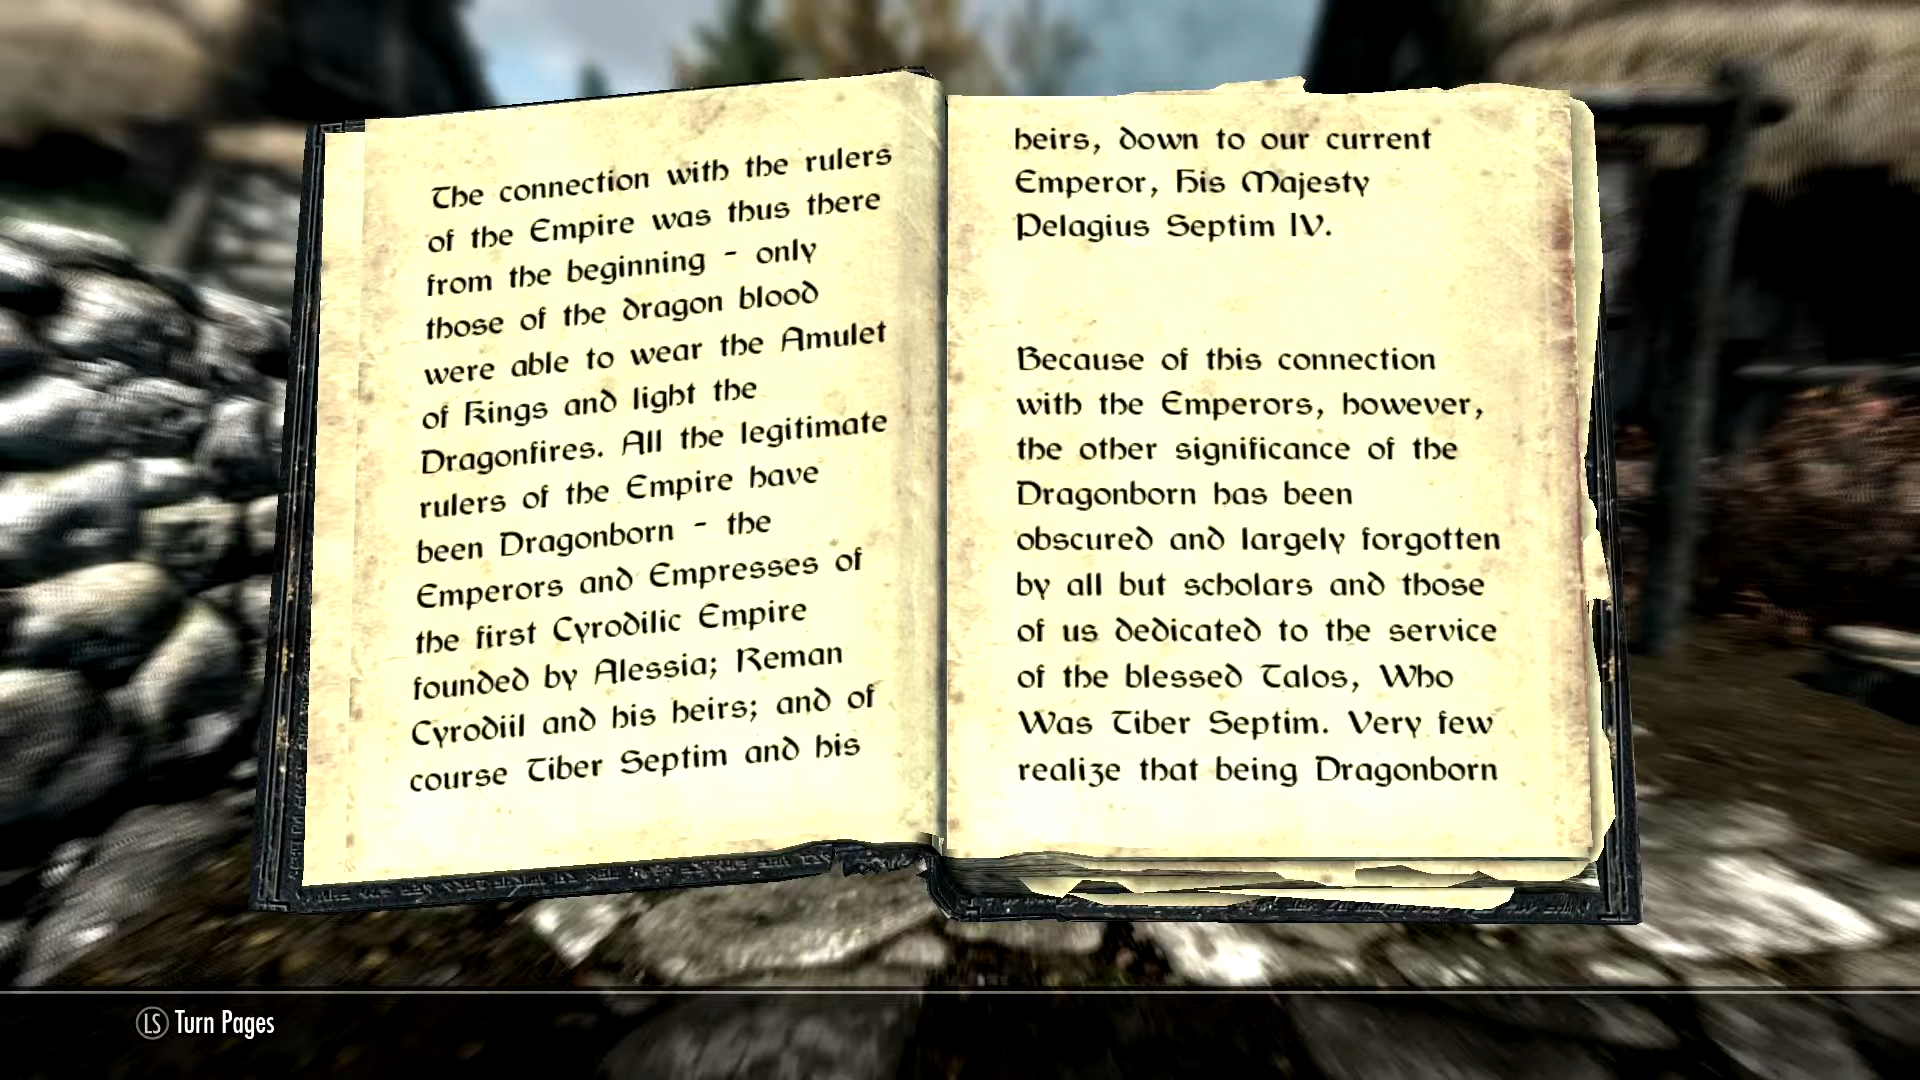 The connection with the rulers
of the Empire was thus there
from the beginning - only
those of the dragon blood
were able to wear the Amulet
of Kings and light the
Dragonfires. All the legitimate
rulers of the Empire have
been Dragonborn - the
Emperors and Empresses of
the first Cyrodilic Empire
founded by Alessia; Reman
Cyrodiil and his heirs; and of
course Tiber Septim and his
heirs, down to our current
Emperor, His Majesty
Pelagius Septim IV.
Because of this connection
with the Emperors, however,
the other significance of the
Dragonborn has been
obscured and largely forgotten
by all but scholars and those
of us dedicated to the service
of the blessed Talos, Who
Was Tiber Septim. Very few
realize that being Dragonborn
LS Turn Pages